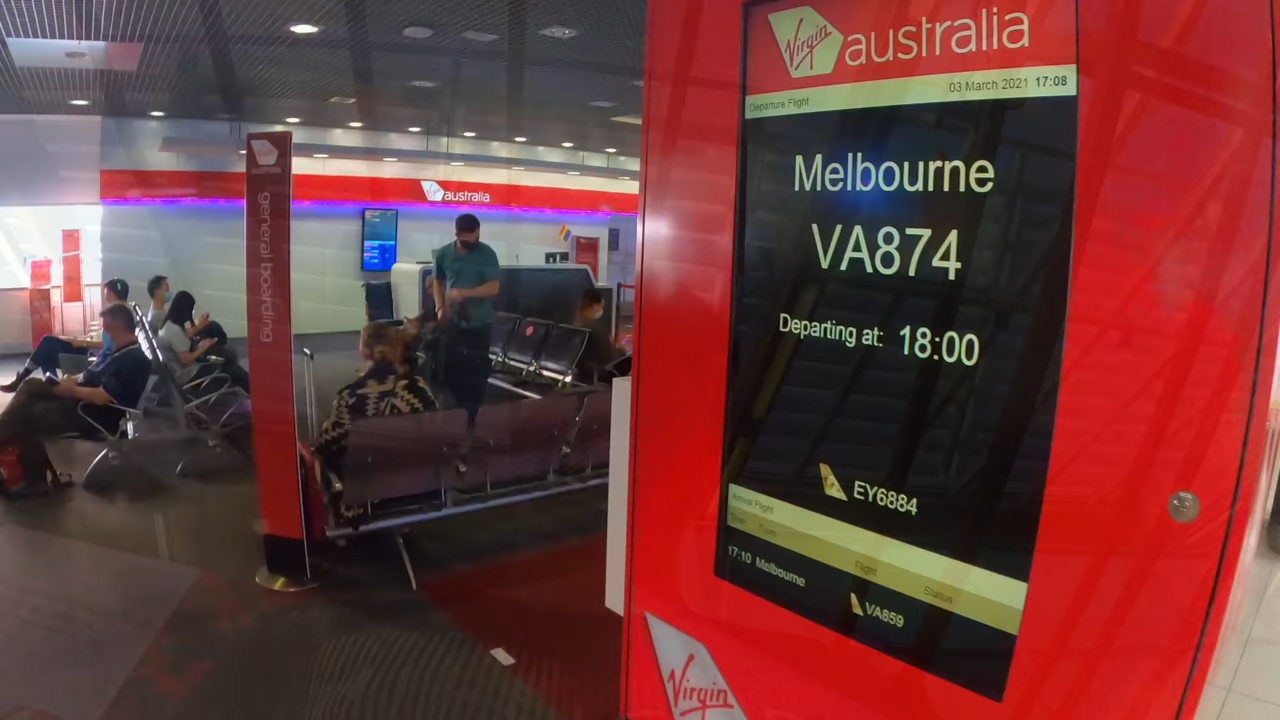 Virgin australia
03 March 2021 17:08
Departure Flight
Melbourne
VA874
Departing at: 18:00
EY6884
Arrival Flight
Time From Flight Status
17:10 Melbourne VA859
Virgin
Virgin australia
general boarding